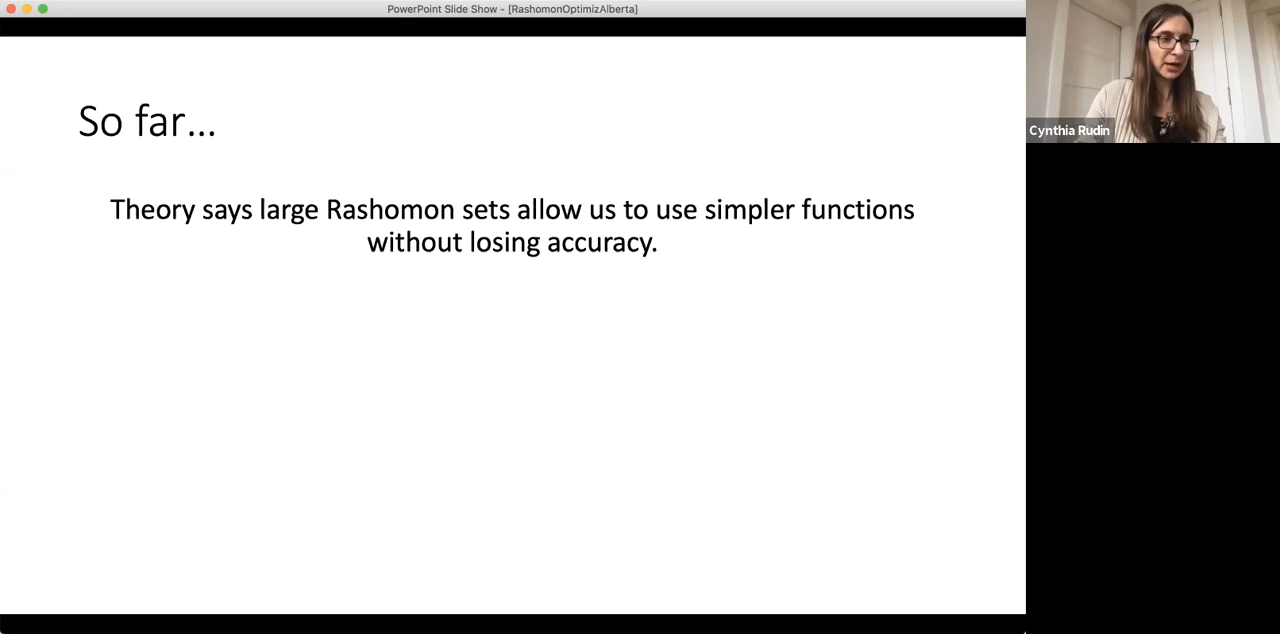 PowerPoint Slide Show - [RashomonOptimizAlberta]
So far...
Theory says large Rashomon sets allow us to use simpler functions
without losing accuracy.
Cynthia Rudin